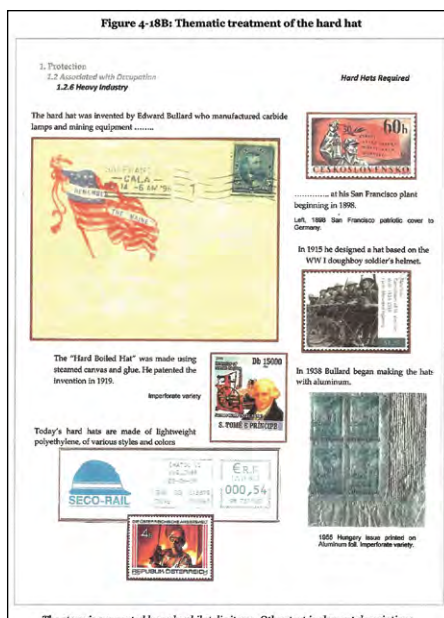 Figure 4-18B: Thematic treatment of the hard hat
1. Protection
1.2 Associated with Occupation
1.2.6 Heavy Industry
Hard Hats Required
The hard hat was invented by Edward Bullard who manufactured carbide
lamps and mining equipment ........
REMEMBER
THE MAINE
CALA
60h
ČESKOSLOVENSKO
............. at his San Francisco plant
beginning in 1898.
Left, 1898 San Francisco patriotic cover to
Germany.
In 1915 he designed a hat based on the
WW I doughboy soldier's helmet.
The "Hard Boiled Hat" was made using
steamed canvas and glue. He patented the
invention in 1919.
Imperforate variety
Db 15000
S. TOMÉ E PRÍNCIPE
In 1938 Bullard began making the hats
with aluminum.
Today's hard hats are made of lightweight
polyethylene, of various styles and colors
SECO-RAIL
€ R.F.
000,54
4
REPUBLIK ÖSTERREICH
1955 Hungary issue printed on
Aluminum foil. Imperforate variety.